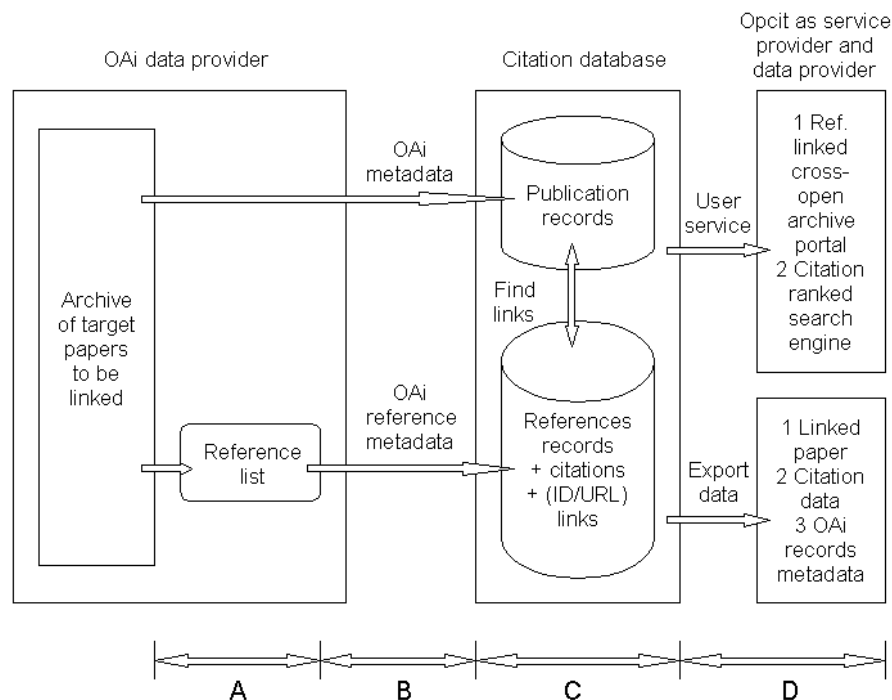 OAi data provider
Citation database
Opcit as service
provider and
data provider
Archive
of target
papers
to be
linked
Reference
list
OAi
metadata
OAi
reference
metadata
Publication
records
Find
links
References
records
+ citations
+ (ID/URL)
links
User
service
Export
data
1 Ref.
linked
cross-
open
archive
portal
2 Citation
ranked
search
engine
1 Linked
paper
2 Citation
data
3 OAi
records
metadata
A
B
C
D